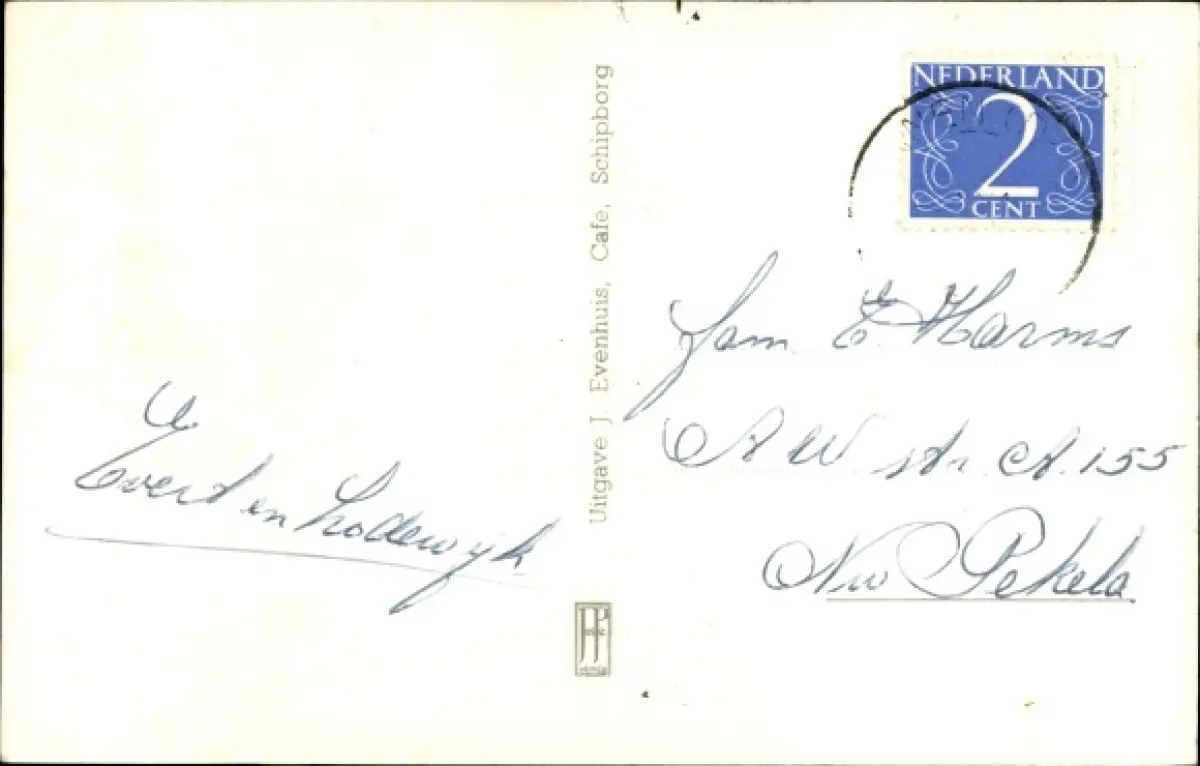 Evert en Lodewijk
Uitgave J. Evenhuis, Cafe, Schipborg
NEDERLAND
2
CENT
Fam. E. Harms
A W str. A. 155
Nw Pekela.